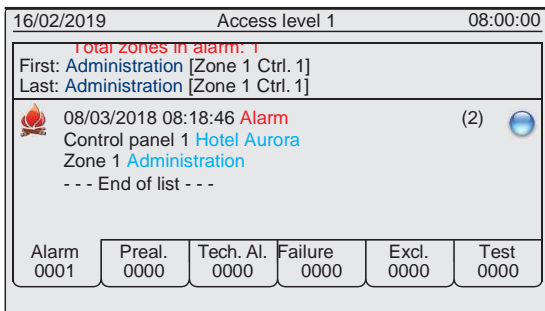 16/02/2019 Access level 1 08:00:00
Total zones in alarm: 1
First: Administration [Zone 1 Ctrl. 1]
Last: Administration [Zone 1 Ctrl. 1]
08/03/2018 08:18:46 Alarm (2)
Control panel 1 Hotel Aurora
Zone 1 Administration
- - - End of list - - -
Alarm Preal. Tech. Al. Failure Excl. Test
0001 0000 0000 0000 0000 0000